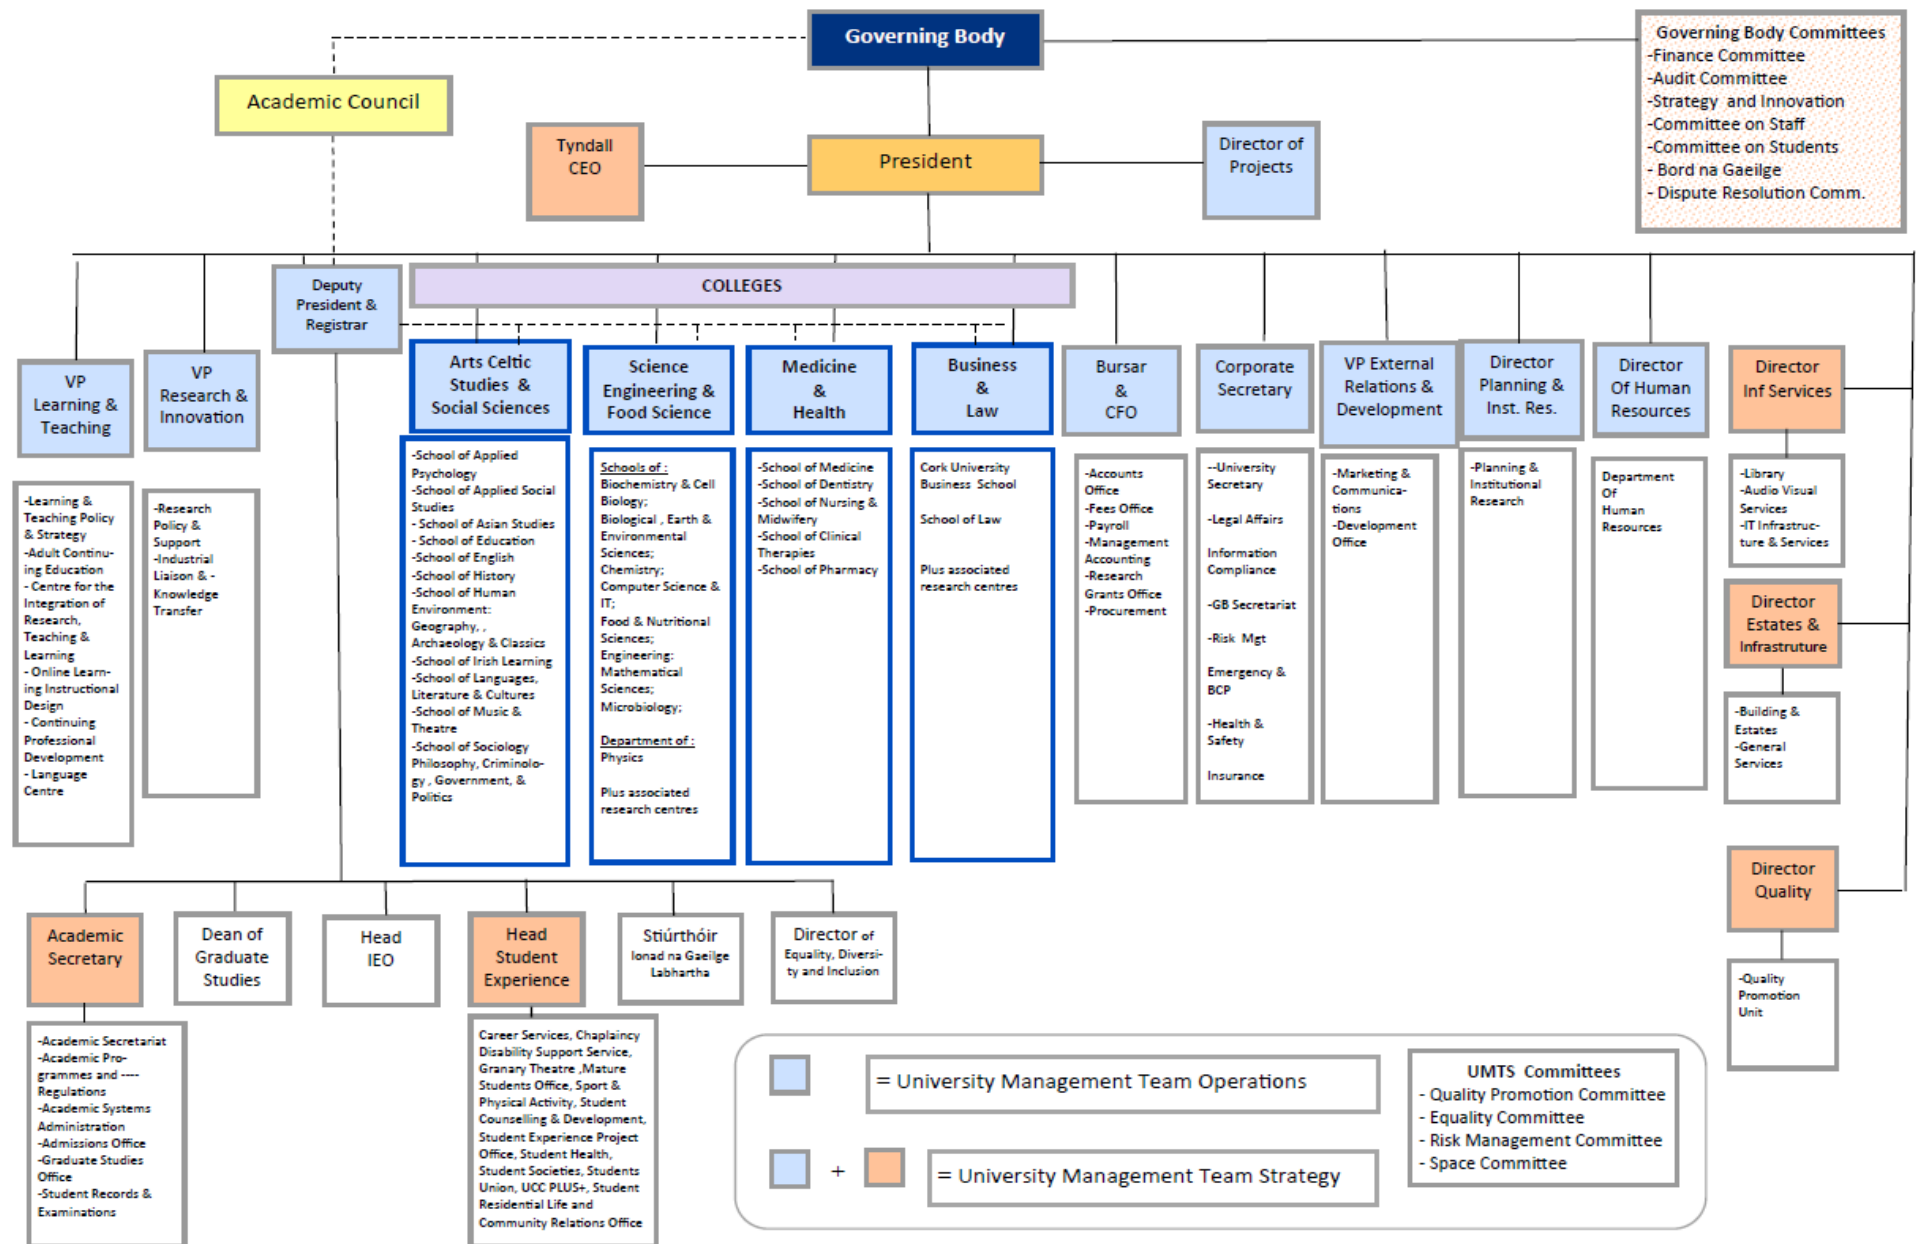 Governing Body
Governing Body Committees
-Finance Committee
-Audit Committee
-Strategy and Innovation
-Committee on Staff
-Committee on Students
- Bord na Gaeilge
- Dispute Resolution Comm.
Academic Council
Tyndall
CEO
President
Director of
Projects
Deputy
President &
Registrar
COLLEGES
VP
Learning &
Teaching
VP
Research &
Innovation
Arts Celtic
Studies &
Social Sciences
Science
Engineering &
Food Science
Medicine
&
Health
Business
&
Law
Bursar
&
CFO
Corporate
Secretary
VP External
Relations &
Development
Director
Planning &
Inst. Res.
Director
Of Human
Resources
Director
Inf Services
-Learning &
Teaching Policy
& Strategy
-Adult Continu-
ing Education
- Centre for the
Integration of
Research,
Teaching &
Learning
- Online Learn-
ing Instructional
Design
- Continuing
Professional
Development
- Language
Centre
-Research
Policy &
Support
-Industrial
Liaison & -
Knowledge
Transfer
-School of Applied
Psychology
-School of Applied Social
Studies
- School of Asian Studies
- School of Education
-School of English
-School of History
-School of Human
Environment:
Geography, ,
Archaeology & Classics
-School of Irish Learning
-School of Languages,
Literature & Cultures
-School of Music &
Theatre
-School of Sociology
Philosophy, Criminolo-
gy , Government, &
Politics
Schools of :
Biochemistry & Cell
Biology;
Biological , Earth &
Environmental
Sciences;
Chemistry;
Computer Science &
IT;
Food & Nutritional
Sciences;
Engineering:
Mathematical
Sciences;
Microbiology;
Department of :
Physics
Plus associated
research centres
-School of Medicine
-School of Dentistry
-School of Nursing &
Midwifery
-School of Clinical
Therapies
-School of Pharmacy
Cork University
Business School
School of Law
Plus associated
research centres
-Accounts
Office
-Fees Office
-Payroll
-Management
Accounting
-Research
Grants Office
-Procurement
--University
Secretary
-Legal Affairs
Information
Compliance
-GB Secretariat
-Risk Mgt
Emergency &
BCP
-Health &
Safety
Insurance
-Marketing &
Communica-
tions
-Development
Office
-Planning &
Institutional
Research
Department
Of
Human
Resources
-Library
- Audio Visual
Services
-IT Infrastruc-
ture & Services
Director
Estates &
Infrastruture
-Building &
Estates
-General
Services
Director
Quality
-Quality
Promotion
Unit
Academic
Secretary
Dean of
Graduate
Studies
Head
IEO
Head
Student
Experience
Stiúrthóir
Ionad na Gaeilge
Labhartha
Director of
Equality, Diversi-
ty and Inclusion
-Academic Secretariat
-Academic Pro-
grammes and ----
Regulations
-Academic Systems
Administration
-Admissions Office
-Graduate Studies
Office
-Student Records &
Examinations
Career Services, Chaplaincy
Disability Support Service,
Granary Theatre ,Mature
Students Office, Sport &
Physical Activity, Student
Counselling & Development,
Student Experience Project
Office, Student Health,
Student Societies, Students
Union, UCC PLUS+, Student
Residential Life and
Community Relations Office
= University Management Team Operations
+
= University Management Team Strategy
UMTS Committees
- Quality Promotion Committee
- Equality Committee
- Risk Management Committee
- Space Committee